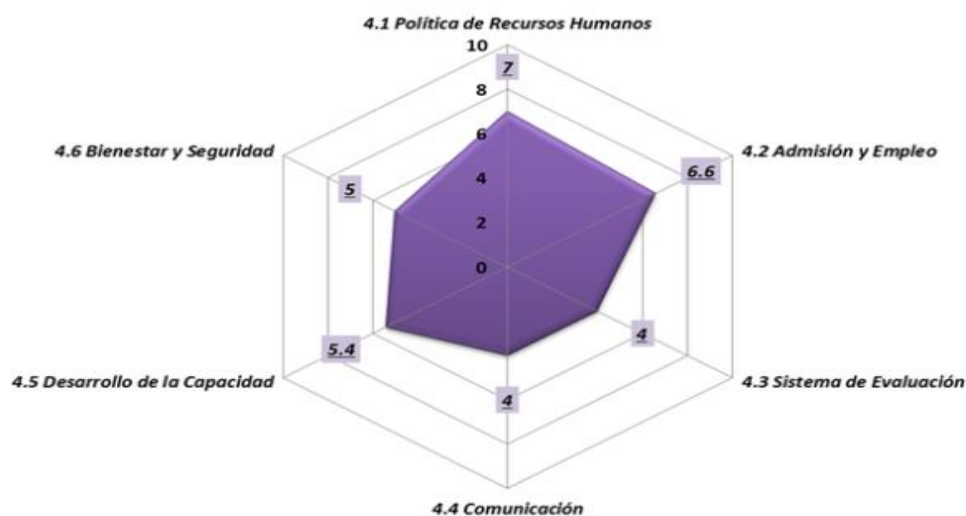 4.1 Política de Recursos Humanos
10
7
8
6
4.6 Bienestar y Seguridad
4.2 Admisión y Empleo
6.6
5
4
2
0
4
5.4
4.5 Desarrollo de la Capacidad
4.3 Sistema de Evaluación
4
4.4 Comunicación